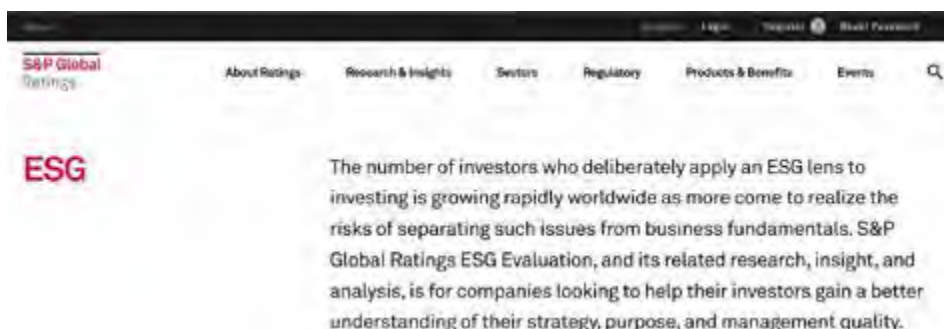 Login Register Reset Password
S&P Global
Ratings
About Ratings Research & Insights Sectors Regulatory Products & Benefits Events
ESG
The number of investors who deliberately apply an ESG lens to
investing is growing rapidly worldwide as more come to realize the
risks of separating such issues from business fundamentals. S&P
Global Ratings ESG Evaluation, and its related research, insight, and
analysis, is for companies looking to help their investors gain a better
understanding of their strategy, purpose, and management quality.